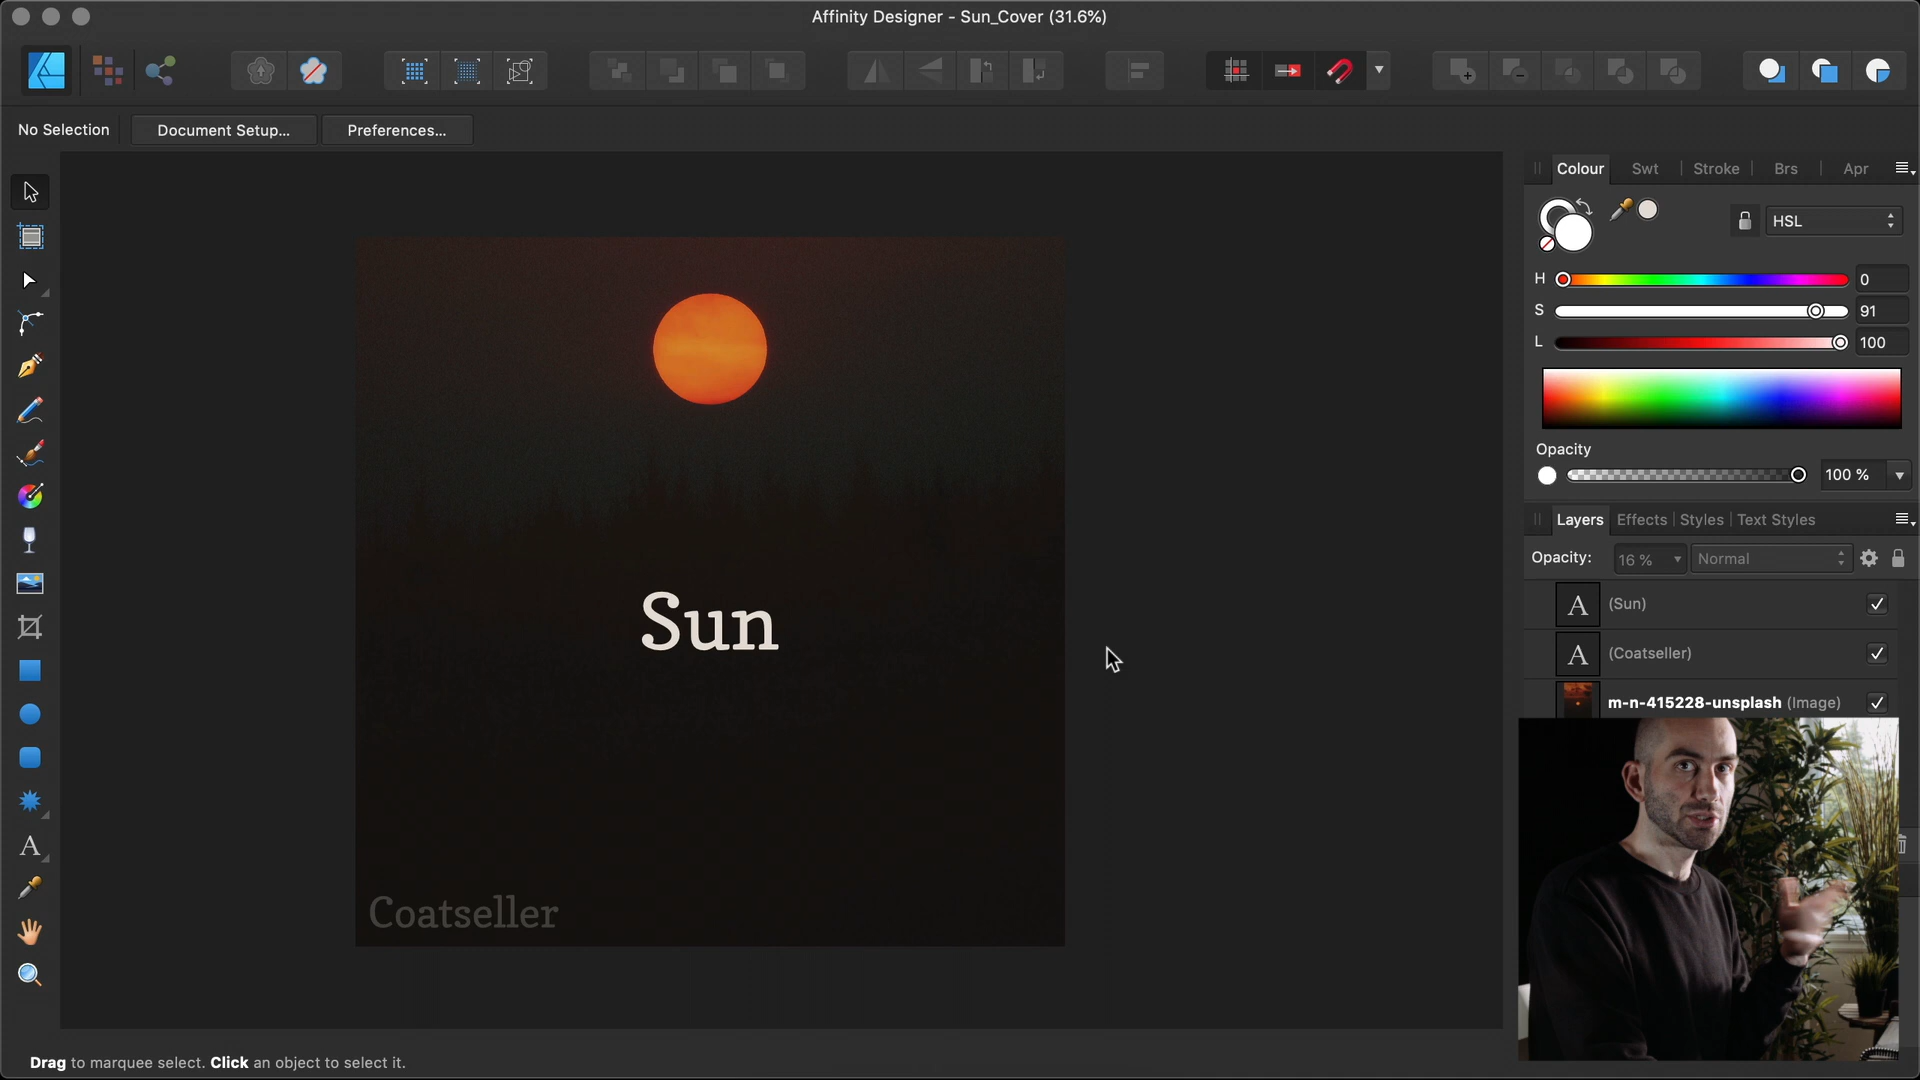 Affinity Designer - Sun_Cover (31.6%)
No Selection
Document Setup...
Preferences...
Colour
Swt
Stroke
Brs
Apr
HSL
H
0
S
91
L
100
Opacity
100 %
Layers
Effects
Styles
Text Styles
Opacity:
16 %
Normal
A
(Sun)
A
(Coatseller)
m-n-415228-unsplash (Image)
Sun
Coatseller
A
Drag to marquee select. Click an object to select it.